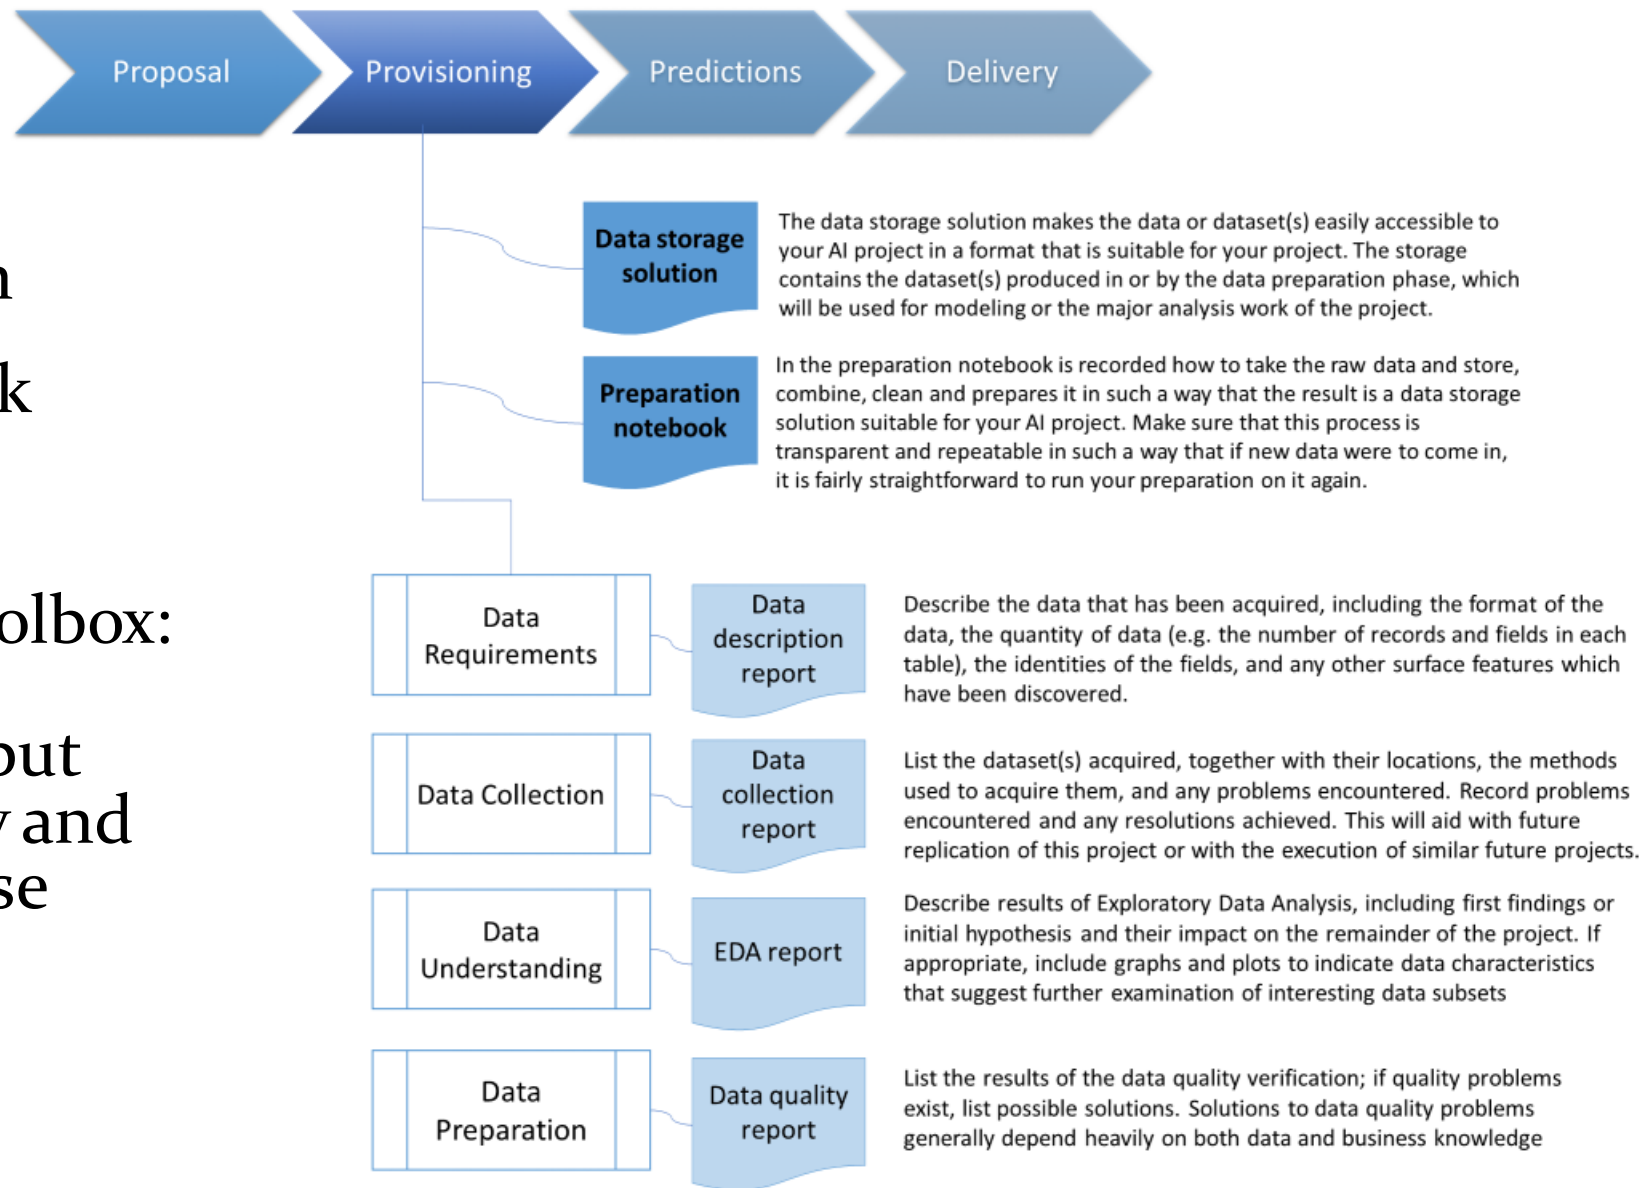 Proposal
Provisioning
Predictions
Delivery
n
k
olbox:
out
y and
se
Data storage
solution
The data storage solution makes the data or dataset(s) easily accessible to
your AI project in a format that is suitable for your project. The storage
contains the dataset(s) produced in or by the data preparation phase, which
will be used for modeling or the major analysis work of the project.
Preparation
notebook
In the preparation notebook is recorded how to take the raw data and store,
combine, clean and prepares it in such a way that the result is a data storage
solution suitable for your AI project. Make sure that this process is
transparent and repeatable in such a way that if new data were to come in,
it is fairly straightforward to run your preparation on it again.
Data
Requirements
Data
description
report
Describe the data that has been acquired, including the format of the
data, the quantity of data (e.g. the number of records and fields in each
table), the identities of the fields, and any other surface features which
have been discovered.
Data Collection
Data
collection
report
List the dataset(s) acquired, together with their locations, the methods
used to acquire them, and any problems encountered. Record problems
encountered and any resolutions achieved. This will aid with future
replication of this project or with the execution of similar future projects.
Data
Understanding
EDA report
Describe results of Exploratory Data Analysis, including first findings or
initial hypothesis and their impact on the remainder of the project. If
appropriate, include graphs and plots to indicate data characteristics
that suggest further examination of interesting data subsets
Data
Preparation
Data quality
report
List the results of the data quality verification; if quality problems
exist, list possible solutions. Solutions to data quality problems
generally depend heavily on both data and business knowledge